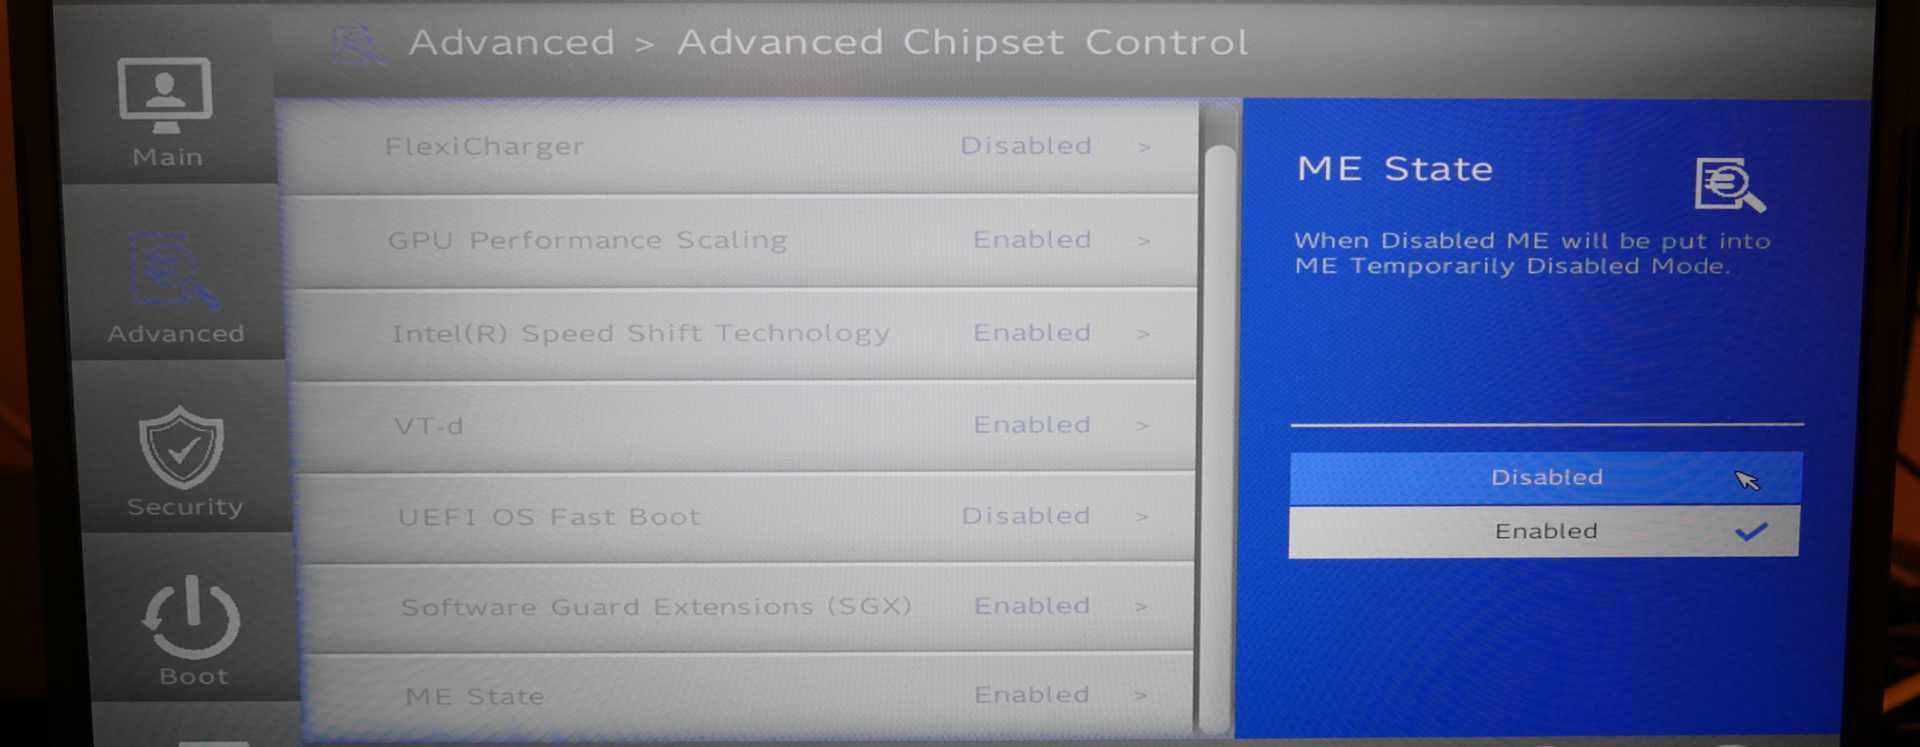 Advanced > Advanced Chipset Control
Main
Advanced
Security
Boot
FlexiCharger Disabled >
GPU Performance Scaling Enabled >
Intel(R) Speed Shift Technology Enabled >
VT-d Enabled >
UEFI OS Fast Boot Disabled >
Software Guard Extensions (SGX) Enabled >
ME State Enabled >
ME State
When Disabled ME will be put into
ME Temporarily Disabled Mode.
Disabled
Enabled